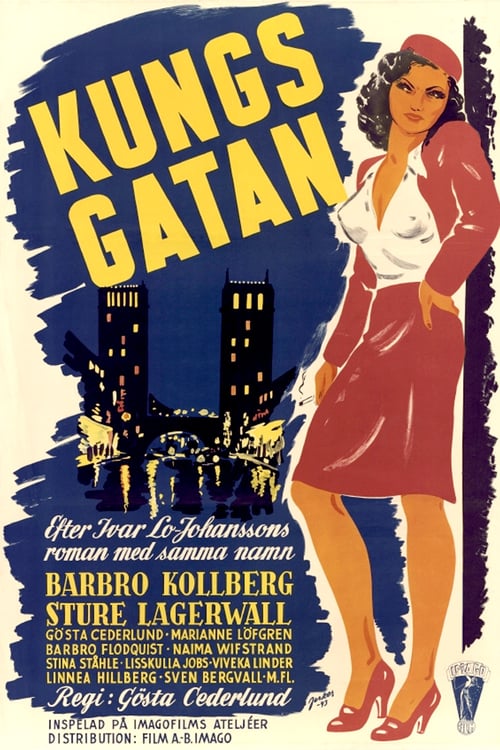 KUNGS
GATAN
Efter Ivar Lo-Johanssons
roman med samma namn
BARBRO KOLLBERG
STURE LAGERWALL
GÖSTA CEDERLUND · MARIANNE LÖFGREN
BARBRO FLODQUIST · NAIMA WIFSTRAND
STINA STÅHLE · LISSKULLA JOBS · VIVEKA LINDER
LINNEA HILLBERG · SVEN BERGVALL · M.FL.
Regi: Gösta Cederlund
INSPELAD PÅ IMAGOFILMS ATELJÉER
DISTRIBUTION: FILM A.-B. IMAGO
IMAGO
FILM